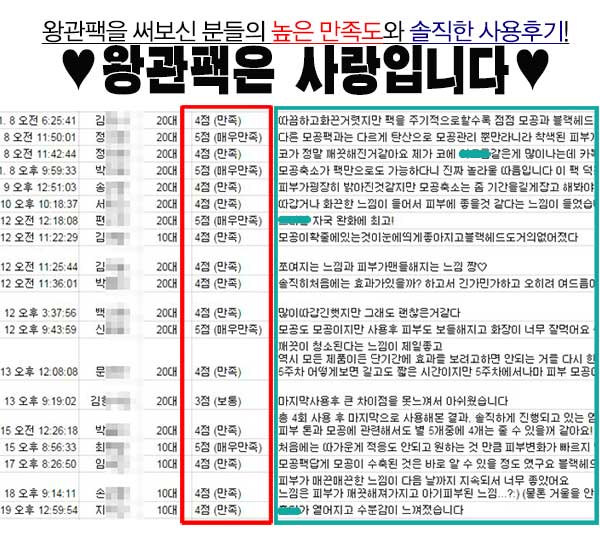 왕관팩을 써보신 분들의 높은 만족도와 솔직한 사용후기!
♥왕관팩은 사랑입니다♥
1. 8 오전 6:25:41 김 20대 4점 (만족) 따끔하고화끈거렸지만 팩을 주기적으로할수록 점점 모공과 블랙헤드
8 오전 11:50:01 정 20대 5점 (매우만족) 다른 모공팩과는 다르게 탄산으로 모공관리 뿐만라니라 착색된 피부
8 오전 11:42:44 정 20대 4점 (만족) 코가 정말 깨끗해진거같아요 제가 코에 같은게 많이나는데
1. 8 오후 9:59:33 박 20대 5점 (매우만족) 모공축소가 팩만으로도 가능하다니 진짜 놀라울 따름입니다 이 팩 덕
9 오후 12:50:31 송 20대 4점 (만족) 피부가굉장히 밝아진것같지만 모공축소는 좀 기간을길게잡고 해봐야
10 오전 10:18:37 서 20대 4점 (만족) 따갑거나 화끈한 느낌이 들어서 피부에 좋을것 같다는 느낌이 들었습니
12 오전 12:18:08 편 20대 5점 (매우만족) 자국 완화에 최고!
12 오전 11:22:29 김 10대 4점 (만족) 모공이확줄에있는것이눈에띄게좋아지고블랙헤드도거의없어졌다
12 오전 11:25:44 김 20대 4점 (만족) 쪼여지는 느낌과 피부가맨들해지는 느낌 짱♡
12 오전 11:36:01 박 20대 4점 (만족) 솔직히처음에는 효과가있을까? 하고서 긴가민가하고 오히려 여드름이
12 오후 3:37:56 백 20대 4점 (만족) 많이따갑긴했지만 그래도 괜찮은거같다
12 오후 9:43:59 신 20대 5점 (매우만족) 모공도 모공이지만 사용후 피부도 보들해지고 화장이 너무 잘먹어요
깨끗이 청소된다는 느낌이 제일좋고
역시 모든 제품이든 단기간에 효과를 보려고하면 안되는 거를 다시 한
13 오후 12:08:08 문 20대 4점 (만족) 5주차 어떻게보면 길고도 짧은 시간이지만 5주차에서나마 피부 모공이
13 오후 9:19:02 김 20대 3점 (보통) 마지막사용후 큰 차이점을 못느껴서 아쉬웠습니다
총 4회 사용 후 마지막으로 사용해본 결과, 솔직하게 진행되고 있는
15 오전 12:26:18 박 20대 4점 (만족) 피부 톤과 모공에 관련해서도 별 5개중에 4개는 줄 수 있을꺼 같아요!
15 오후 8:56:33 최 10대 5점 (매우만족) 처음에는 따가운게 적응도 안되고 원하는 것 만큼 피부변화가 빠르지
17 오후 8:26:50 임 10대 4점 (만족) 모공팩답게 모공이 수축된 것은 바로 알 수 있을 정도 였구요 블랙헤드
피부가 매끈매끈한 느낌이 다음 날까지 지속되서 너무 좋았어요
18 오후 9:14:11 손 10대 4점 (만족) 느낌은 피부가 깨끗해져가지고 아기피부된 느낌...?:) (물론 거울을 안
19 오전 12:59:54 지 10대 4점 (만족) 옅어지고 수분감이 느껴졌습니다